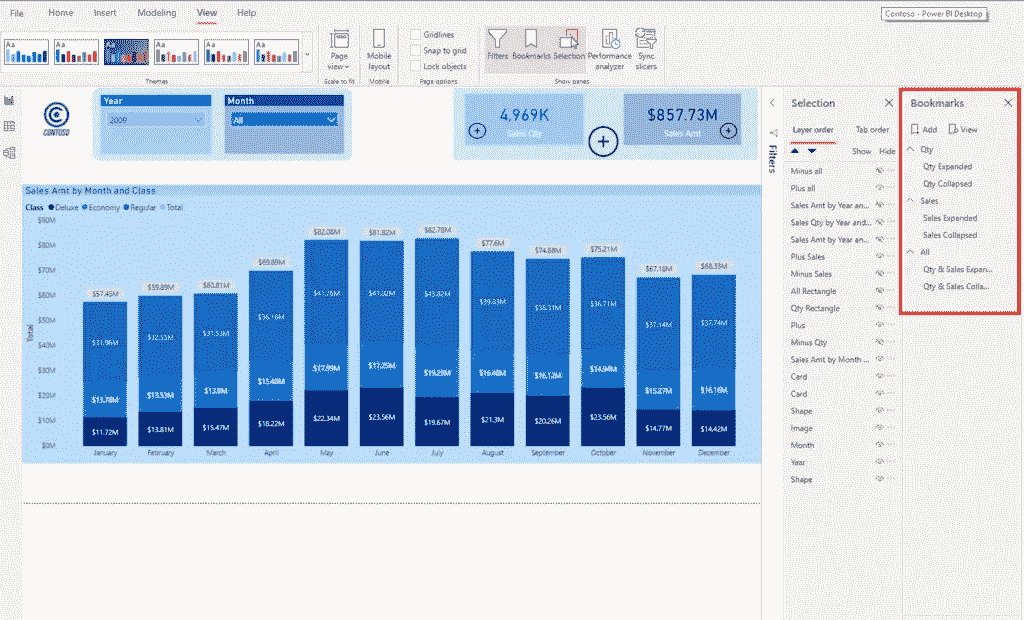 File Home Insert Modeling View Help
Contoso - Power BI Desktop
Aa Aa Aa Aa Aa Aa
Gridlines
Snap to grid
Lock objects
Page view
Mobile layout
Filters Bookmarks Selection Performance analyzer Sync slicers
Themes Scale to fit Mobile Page options Show panes
CONTOSO
Year
2009
Month
All
4.969K
Sales Qty
$857.73M
Sales Amt
Filters
Sales Amt by Month and Class
Class Deluxe Economy Regular Total
$90M
$80M
$70M
$60M
$50M
$40M
$30M
$20M
$10M
$0M
Total
$57.45M $59.89M $60.81M $82.08M $81.82M $82.78M $77.6M $74.68M $75.21M $67.18M $68.33M
$31.96M $31.53M $36.18M $41.76M $41.02M $43.82M $39.83M $38.31M $36.71M $37.14M $37.74M
$13.78M $13.53M $13.8M $15.48M $17.99M $17.25M $19.29M $16.48M $16.12M $14.94M $15.27M $16.16M
$11.72M $13.81M $15.47M $18.22M $22.34M $23.56M $19.67M $21.3M $20.26M $23.56M $14.77M $14.42M
January February March April May June July August September October November December
Selection
Layer order Tab order
Show Hide
Minus all
Plus all
Sales Amt by Year an...
Sales Qty by Year and...
Sales Amt by Year an...
Plus Sales
Minus Sales
All Rectangle
Qty Rectangle
Plus
Minus Qty
Sales Amt by Month ...
Card
Card
Shape
Image
Month
Year
Shape
Bookmarks
Add View
Qty
Qty Expanded
Qty Collapsed
Sales
Sales Expanded
Sales Collapsed
All
Qty & Sales Expan...
Qty & Sales Colla...